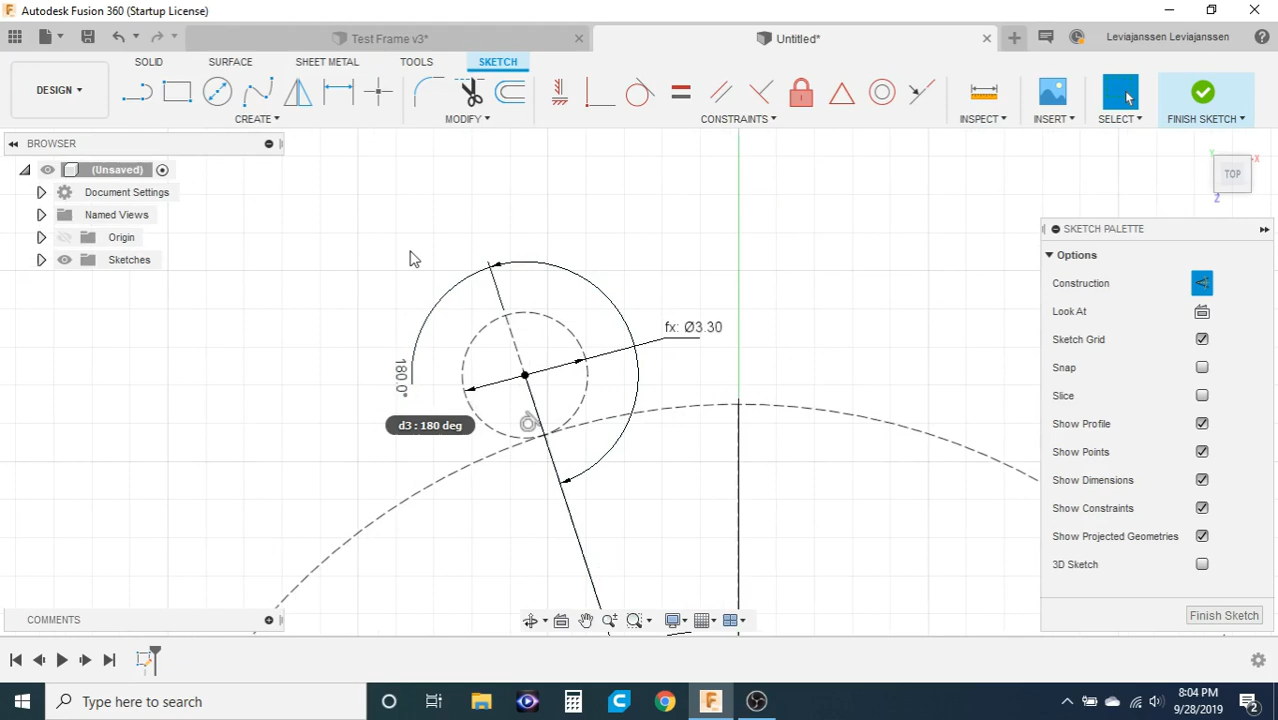 Autodesk Fusion 360 (Startup License)
Test Frame v3*
Untitled*
Leviajanssen Leviajanssen
SOLID
SURFACE
SHEET METAL
TOOLS
SKETCH
DESIGN
CREATE
MODIFY
CONSTRAINTS
INSPECT
INSERT
SELECT
FINISH SKETCH
BROWSER
(Unsaved)
Document Settings
Named Views
Origin
Sketches
TOP
Y
X
Z
SKETCH PALETTE
Options
Construction
Look At
Sketch Grid
Snap
Slice
Show Profile
Show Points
Show Dimensions
Show Constraints
Show Projected Geometries
3D Sketch
Finish Sketch
fx: Ø3.30
180.0°
d3 : 180 deg
COMMENTS
Type here to search
8:04 PM
9/28/2019
2